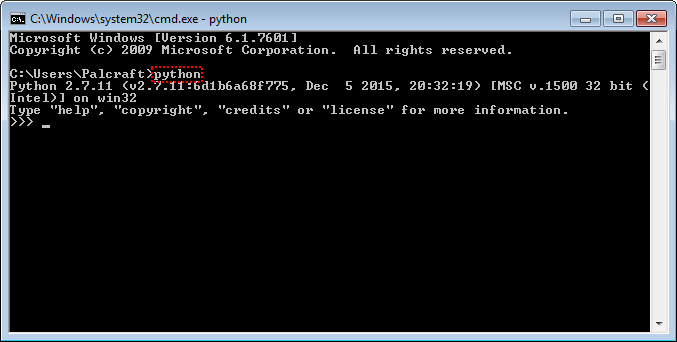 C:\Windows\system32\cmd.exe - python
Microsoft Windows [Version 6.1.7601]
Copyright (c) 2009 Microsoft Corporation.  All rights reserved.
C:\Users\Palcraft>python
Python 2.7.11 (v2.7.11:6d1b6a68f775, Dec  5 2015, 20:32:19) [MSC v.1500 32 bit (
Intel)] on win32
Type "help", "copyright", "credits" or "license" for more information.
>>> _